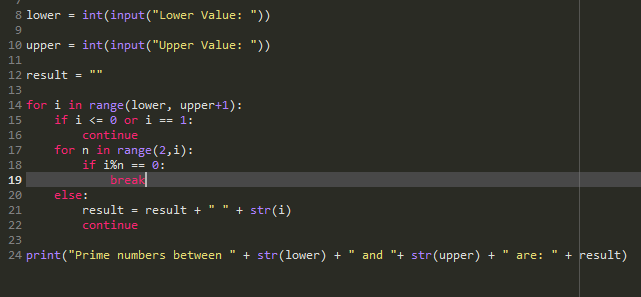 8 lower = int(input("Lower Value: "))
9
10 upper = int(input("Upper Value: "))
11
12 result = ""
13
14 for i in range(lower, upper+1):
15     if i <= 0 or i == 1:
16         continue
17     for n in range(2,i):
18         if i%n == 0:
19             break
20     else:
21         result = result + " " + str(i)
22         continue
23
24 print("Prime numbers between " + str(lower) + " and "+ str(upper) + " are: " + result)